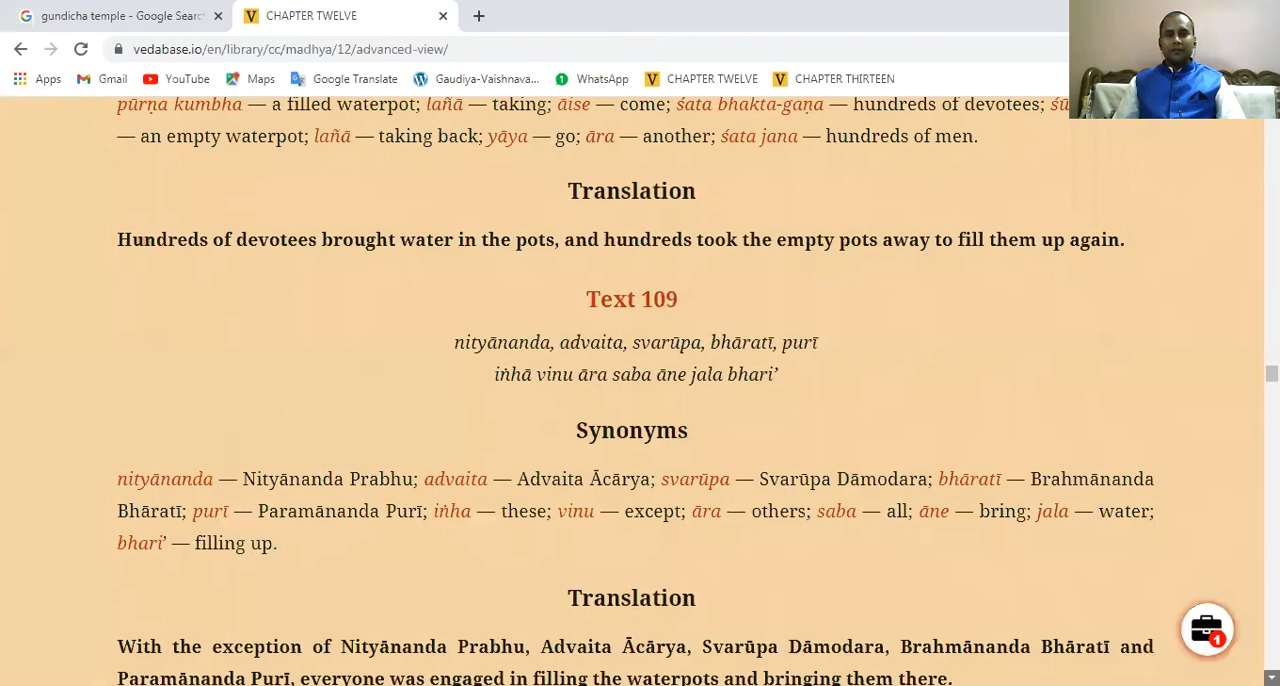 gundicha temple - Google Searc
CHAPTER TWELVE
vedabase.io/en/library/cc/madhya/12/advanced-view/
Apps Gmail YouTube Maps Google Translate Gaudiya-Vaishnava... WhatsApp CHAPTER TWELVE CHAPTER THIRTEEN
pūrṇa kumbha — a filled waterpot; lañā — taking; āise — come; śata bhakta-gaṇa — hundreds of devotees;
— an empty waterpot; lañā — taking back; yāya — go; āra — another; śata jana — hundreds of men.
Translation
Hundreds of devotees brought water in the pots, and hundreds took the empty pots away to fill them up again.
Text 109
nityānanda, advaita, svarūpa, bhāratī, purī
iṅhā vinu āra saba āne jala bhari’
Synonyms
nityānanda — Nityānanda Prabhu; advaita — Advaita Ācārya; svarūpa — Svarūpa Dāmodara; bhāratī — Brahmānanda
Bhāratī; purī — Paramānanda Purī; iṅha — these; vinu — except; āra — others; saba — all; āne — bring; jala — water;
bhari’ — filling up.
Translation
With the exception of Nityānanda Prabhu, Advaita Ācārya, Svarūpa Dāmodara, Brahmānanda Bhāratī and
Paramānanda Purī, everyone was engaged in filling the waterpots and bringing them there.
1